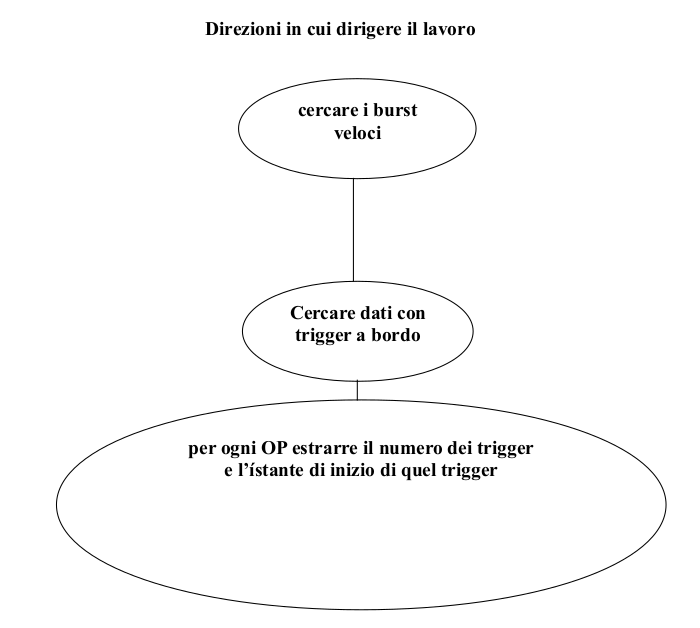 Direzioni in cui dirigere il lavoro
cercare i burst
veloci
Cercare dati con
trigger a bordo
per ogni OP estrarre il numero dei trigger
e l’ístante di inizio di quel trigger